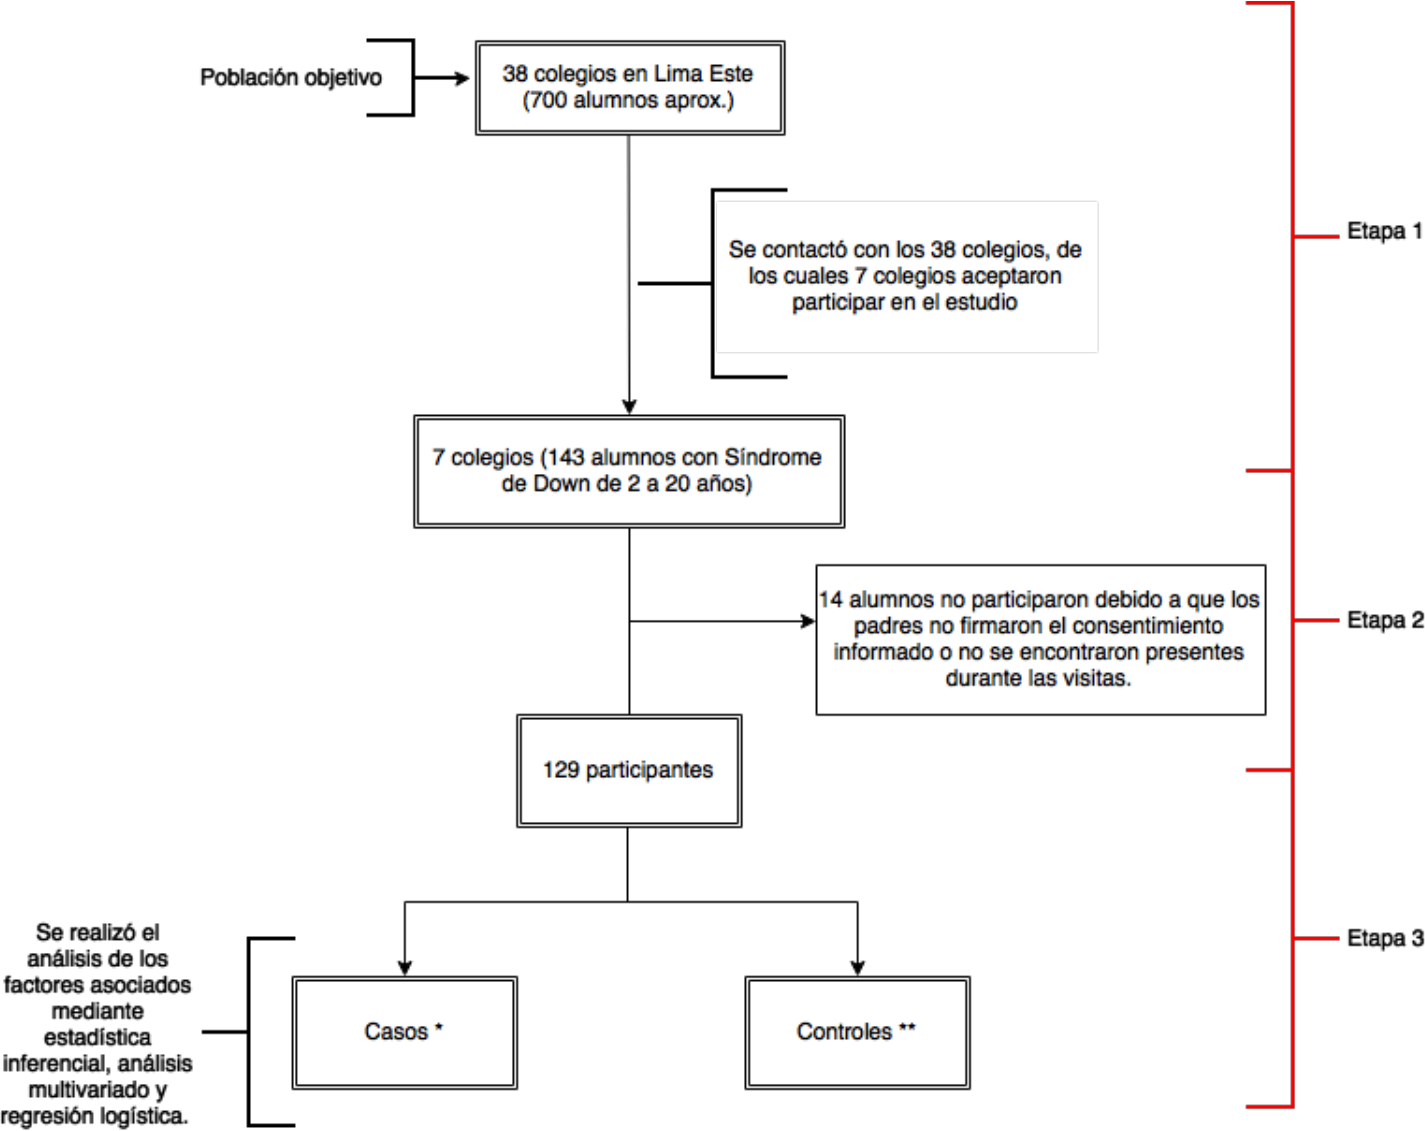 Población objetivo
38 colegios en Lima Este
(700 alumnos aprox.)
Etapa 1
Se contactó con los 38 colegios, de
los cuales 7 colegios aceptaron
participar en el estudio
7 colegios (143 alumnos con Síndrome
de Down de 2 a 20 años)
14 alumnos no participaron debido a que los
padres no firmaron el consentimiento
informado o no se encontraron presentes
durante las visitas.
Etapa 2
129 participantes
Etapa 3
Se realizó el
análisis de los
factores asociados
mediante
estadística
inferencial, análisis
multivariado y
regresión logística.
Casos *
Controles **